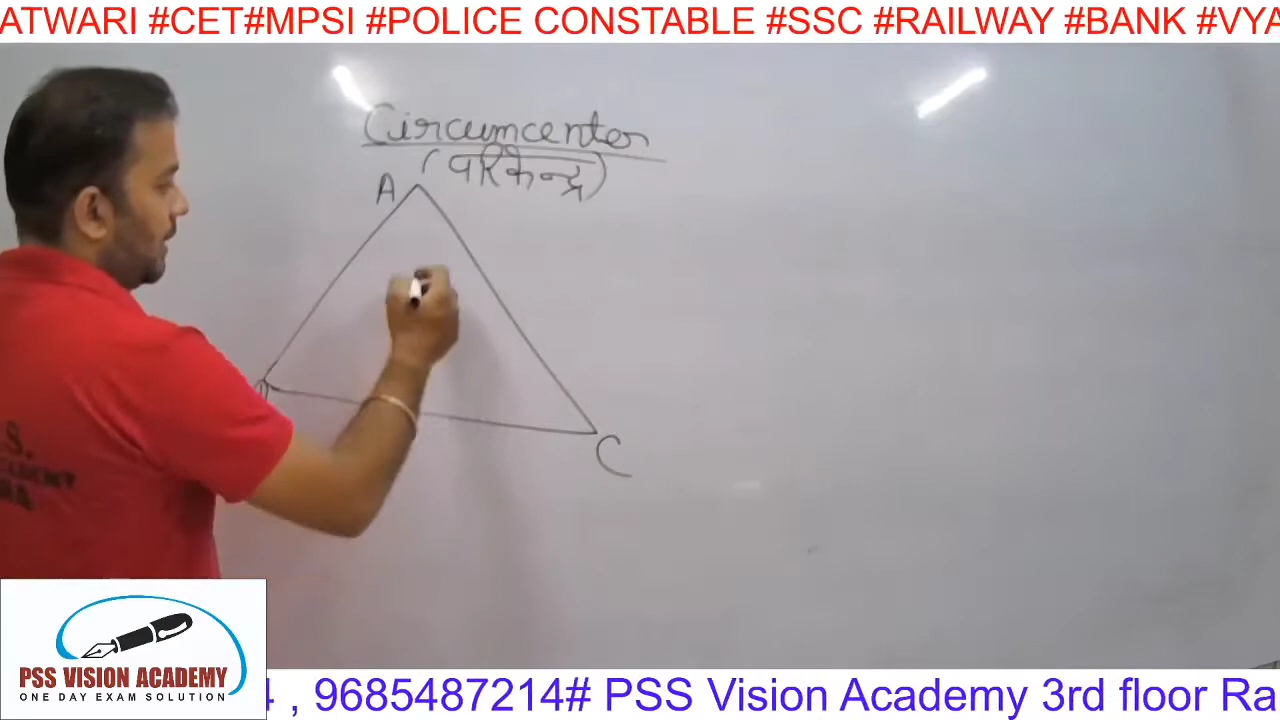 ATWARI #CET#MPSI #POLICE CONSTABLE #SSC #RAILWAY #BANK #VYA
Circumcenter
(परिकेन्द्र)
A
C
PSS VISION ACADEMY
ONE DAY EXAM SOLUTION
4 , 9685487214# PSS Vision Academy 3rd floor Ra